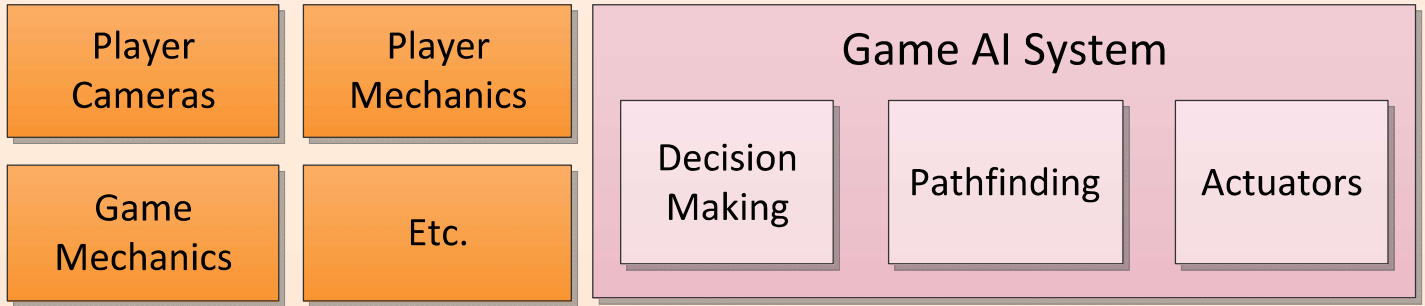 Player
Cameras
Player
Mechanics
Game
Mechanics
Etc.
Game AI System
Decision
Making
Pathfinding
Actuators